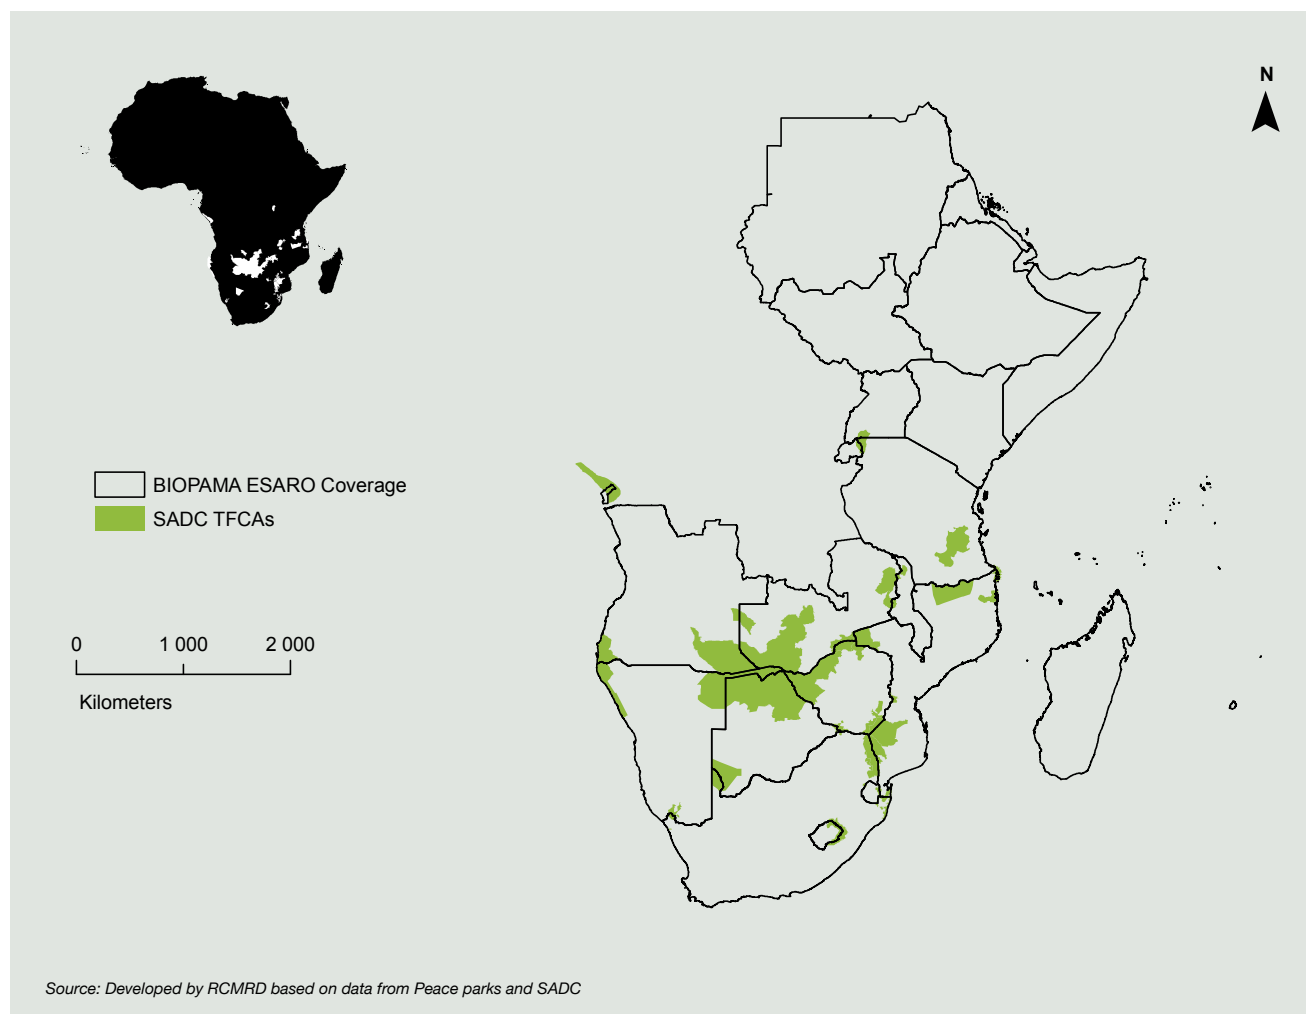 N
BIOPAMA ESARO Coverage
SADC TFCAs
0 1 000 2 000
Kilometers
Source: Developed by RCMRD based on data from Peace parks and SADC